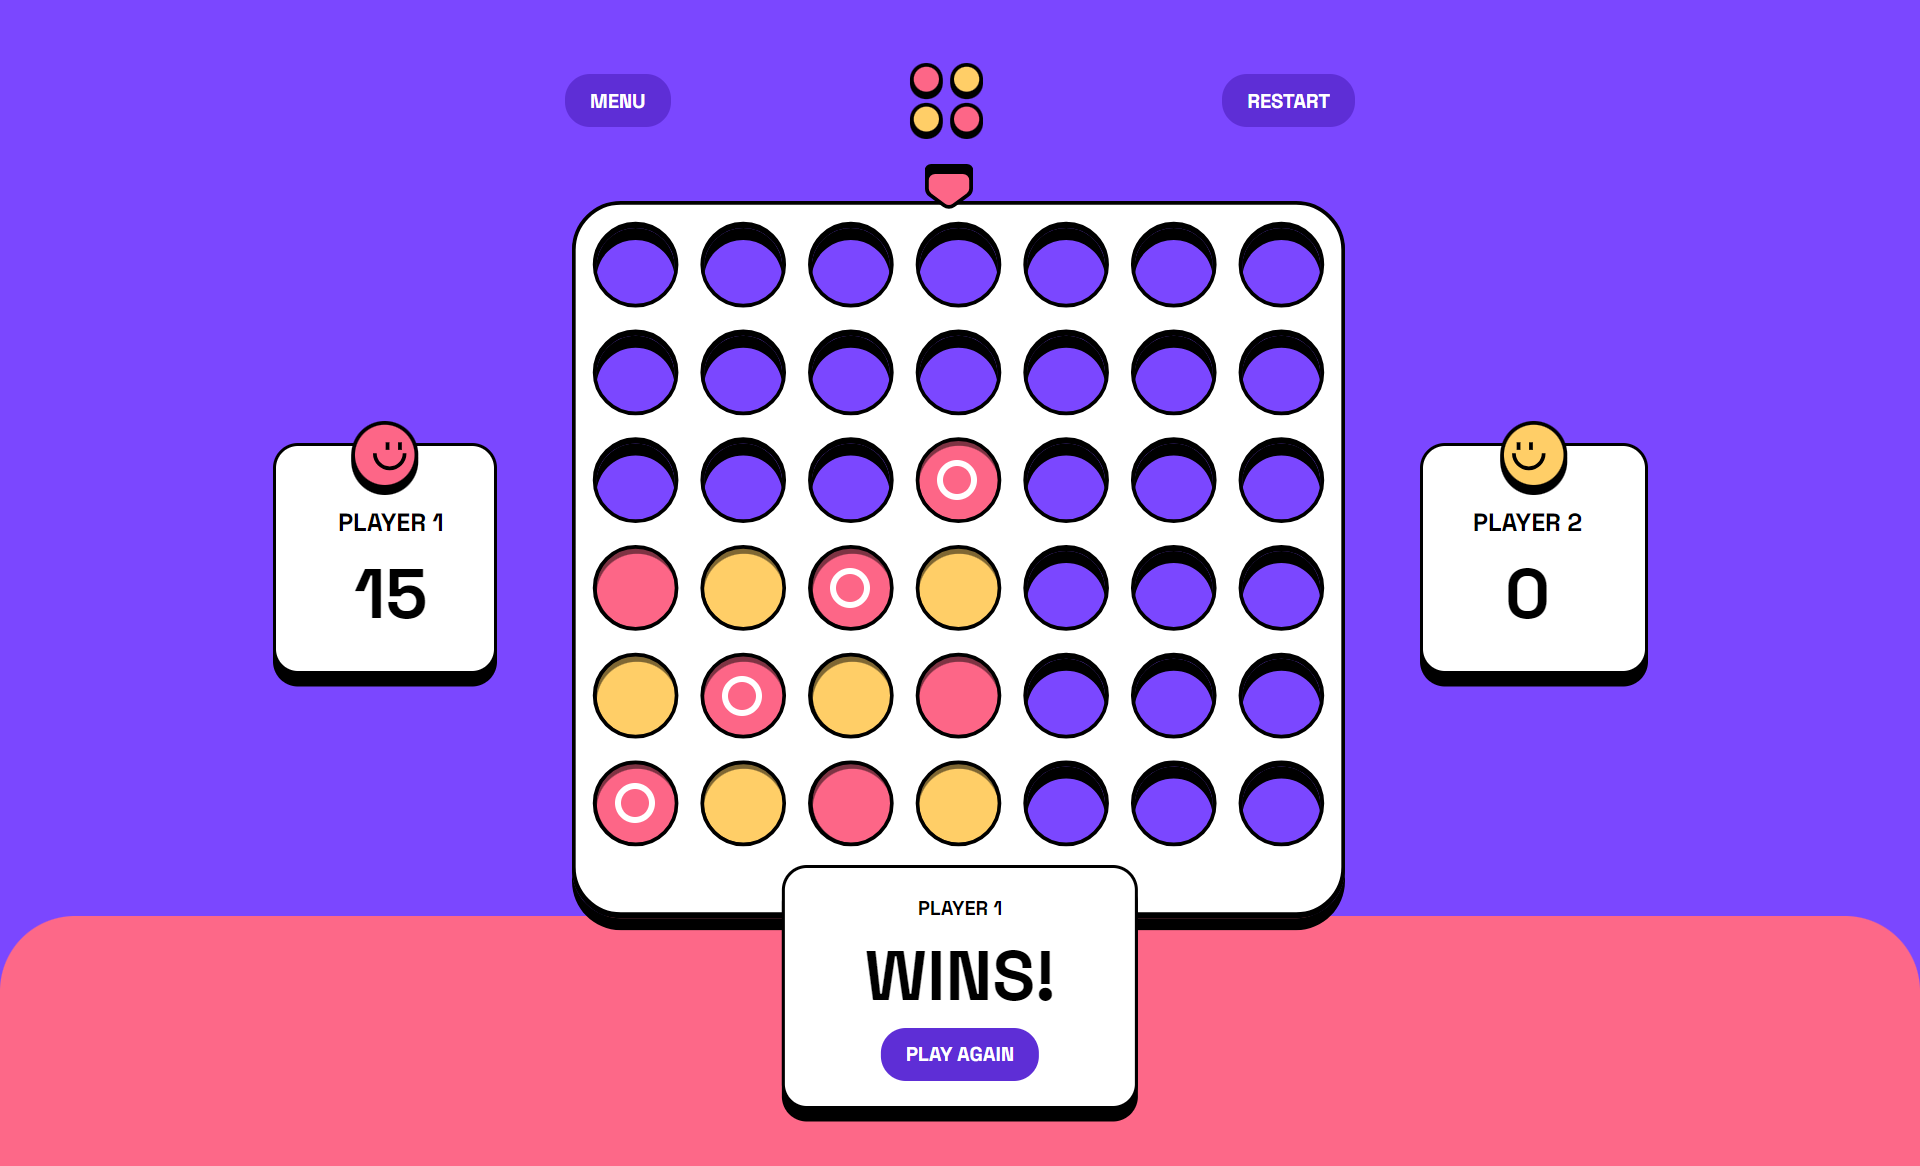 MENU
RESTART
PLAYER 1
15
PLAYER 2
0
PLAYER 1
WINS!
PLAY AGAIN